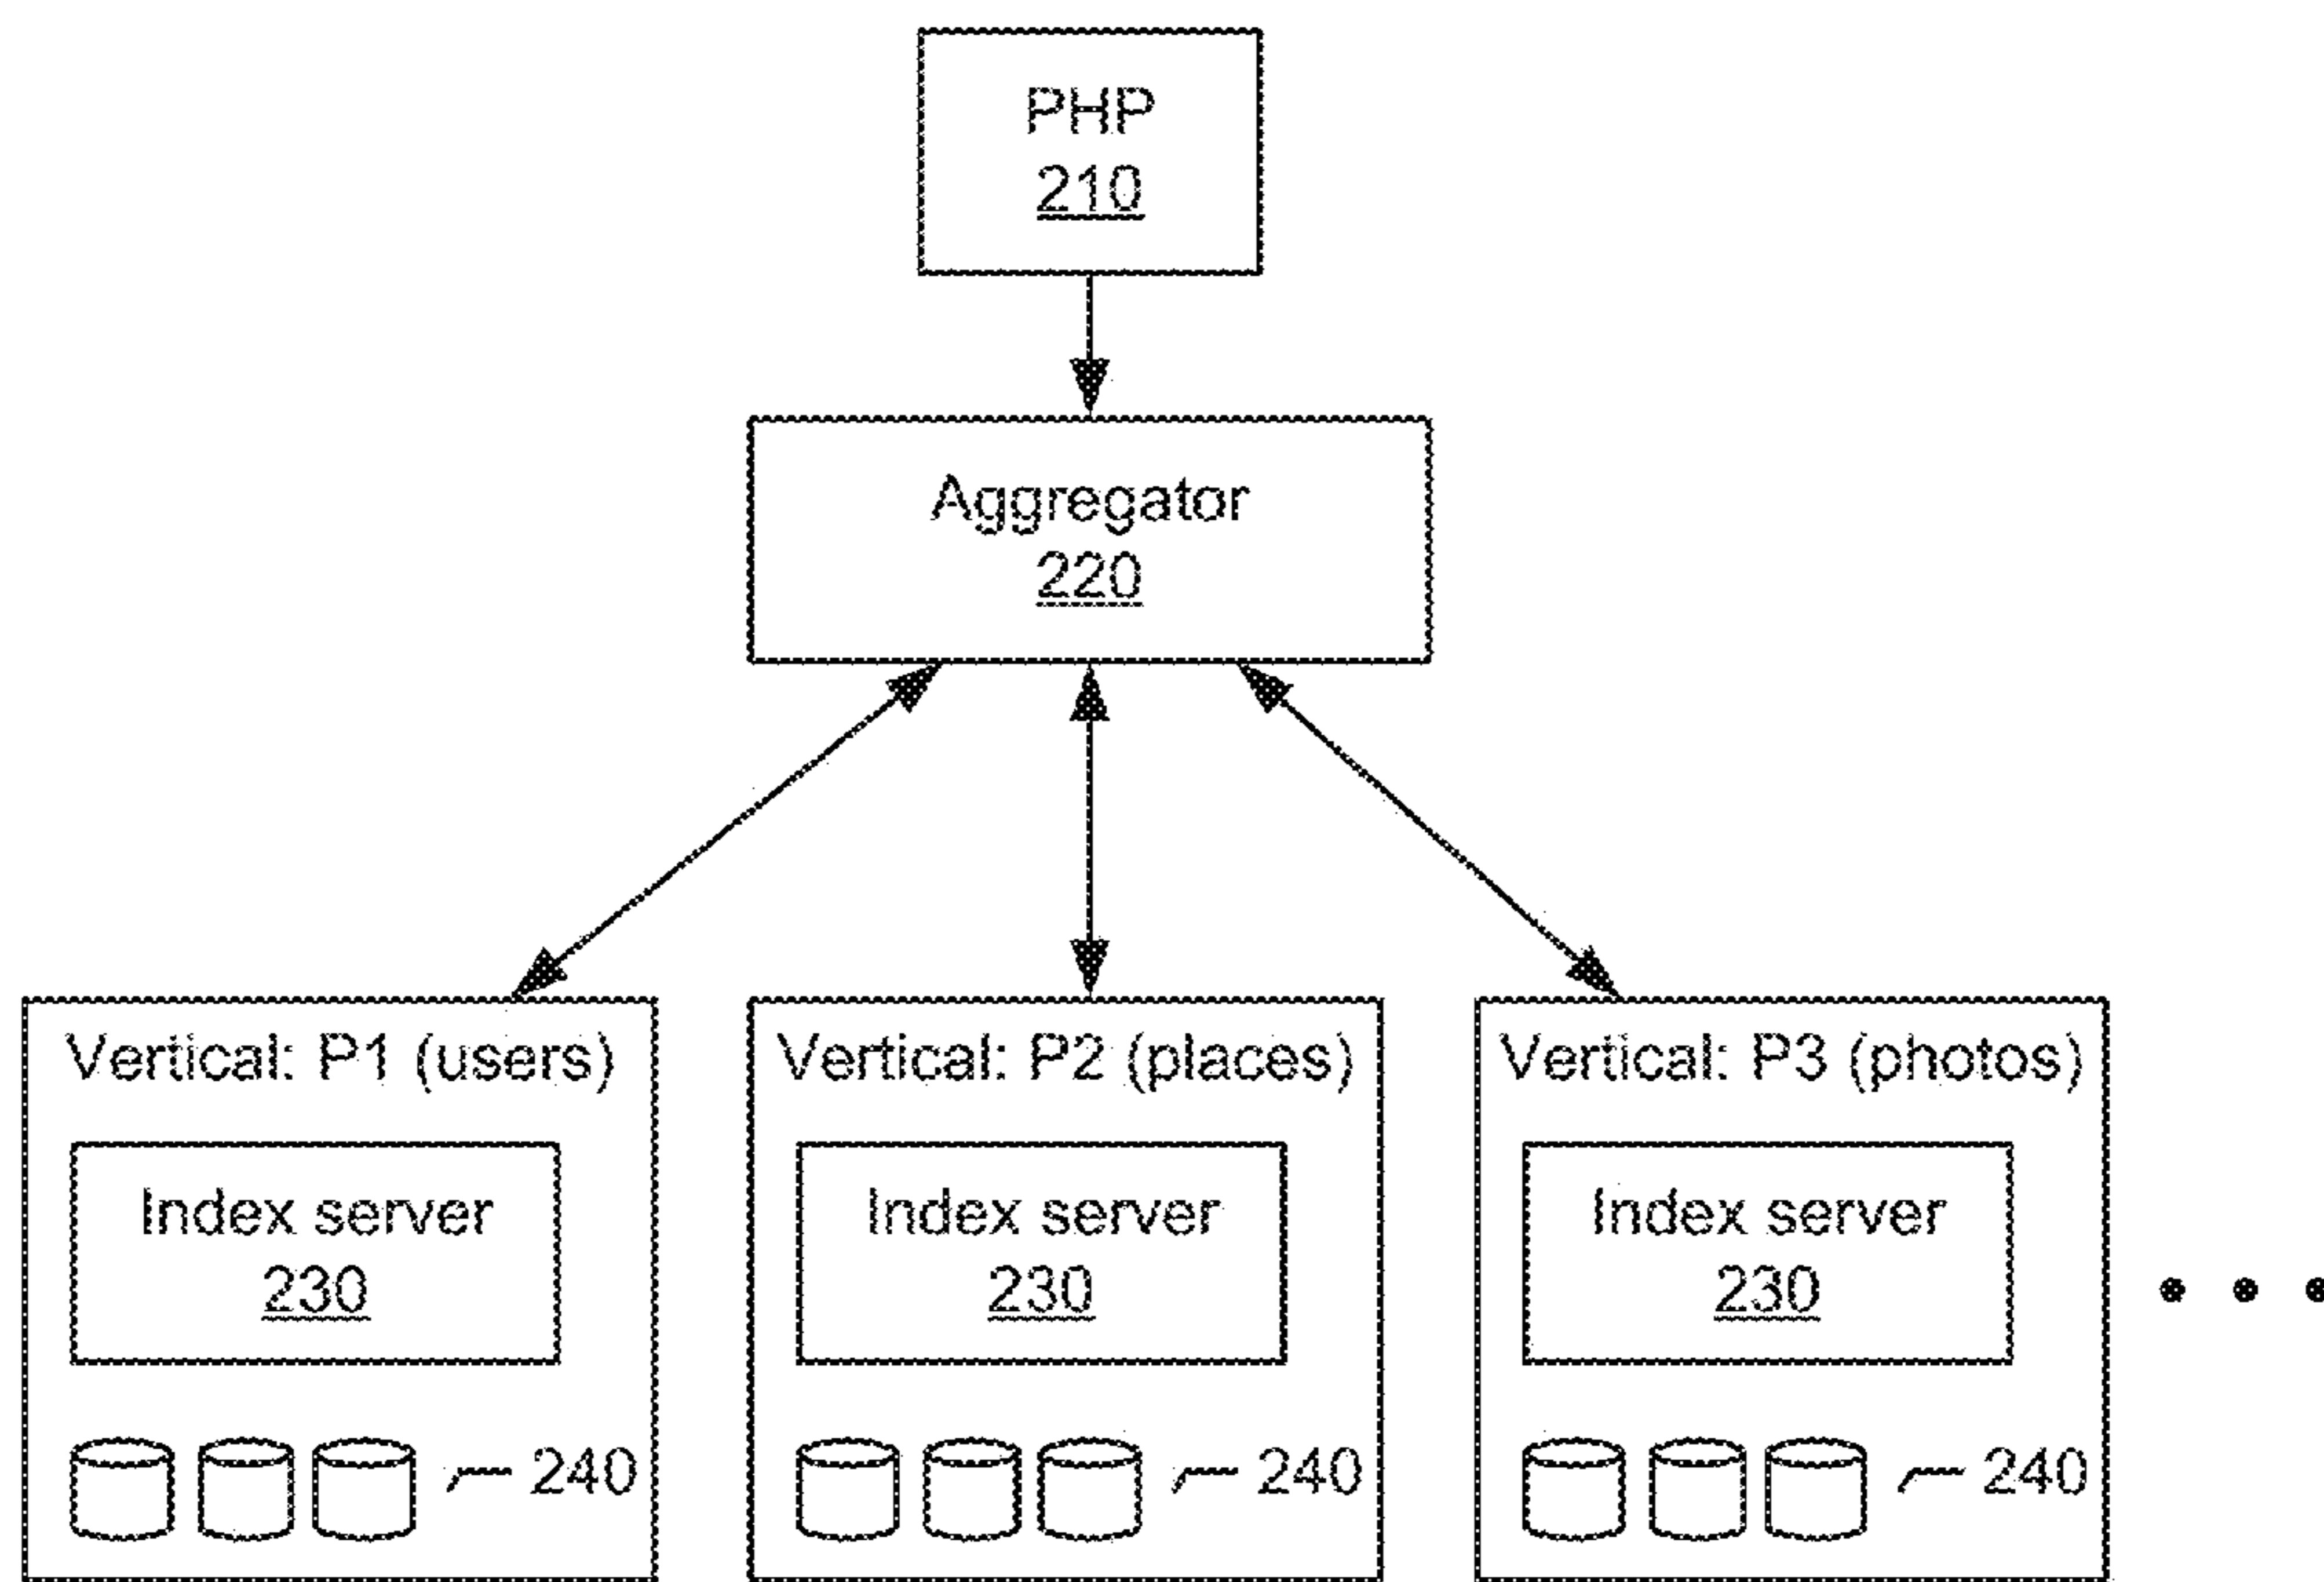 PHP
210
Aggregator
220
Vertical: P1 (users)
Vertical: P2 (places)
Vertical: P3 (photos)
Index server
230
Index server
230
Index server
230
240
240
240